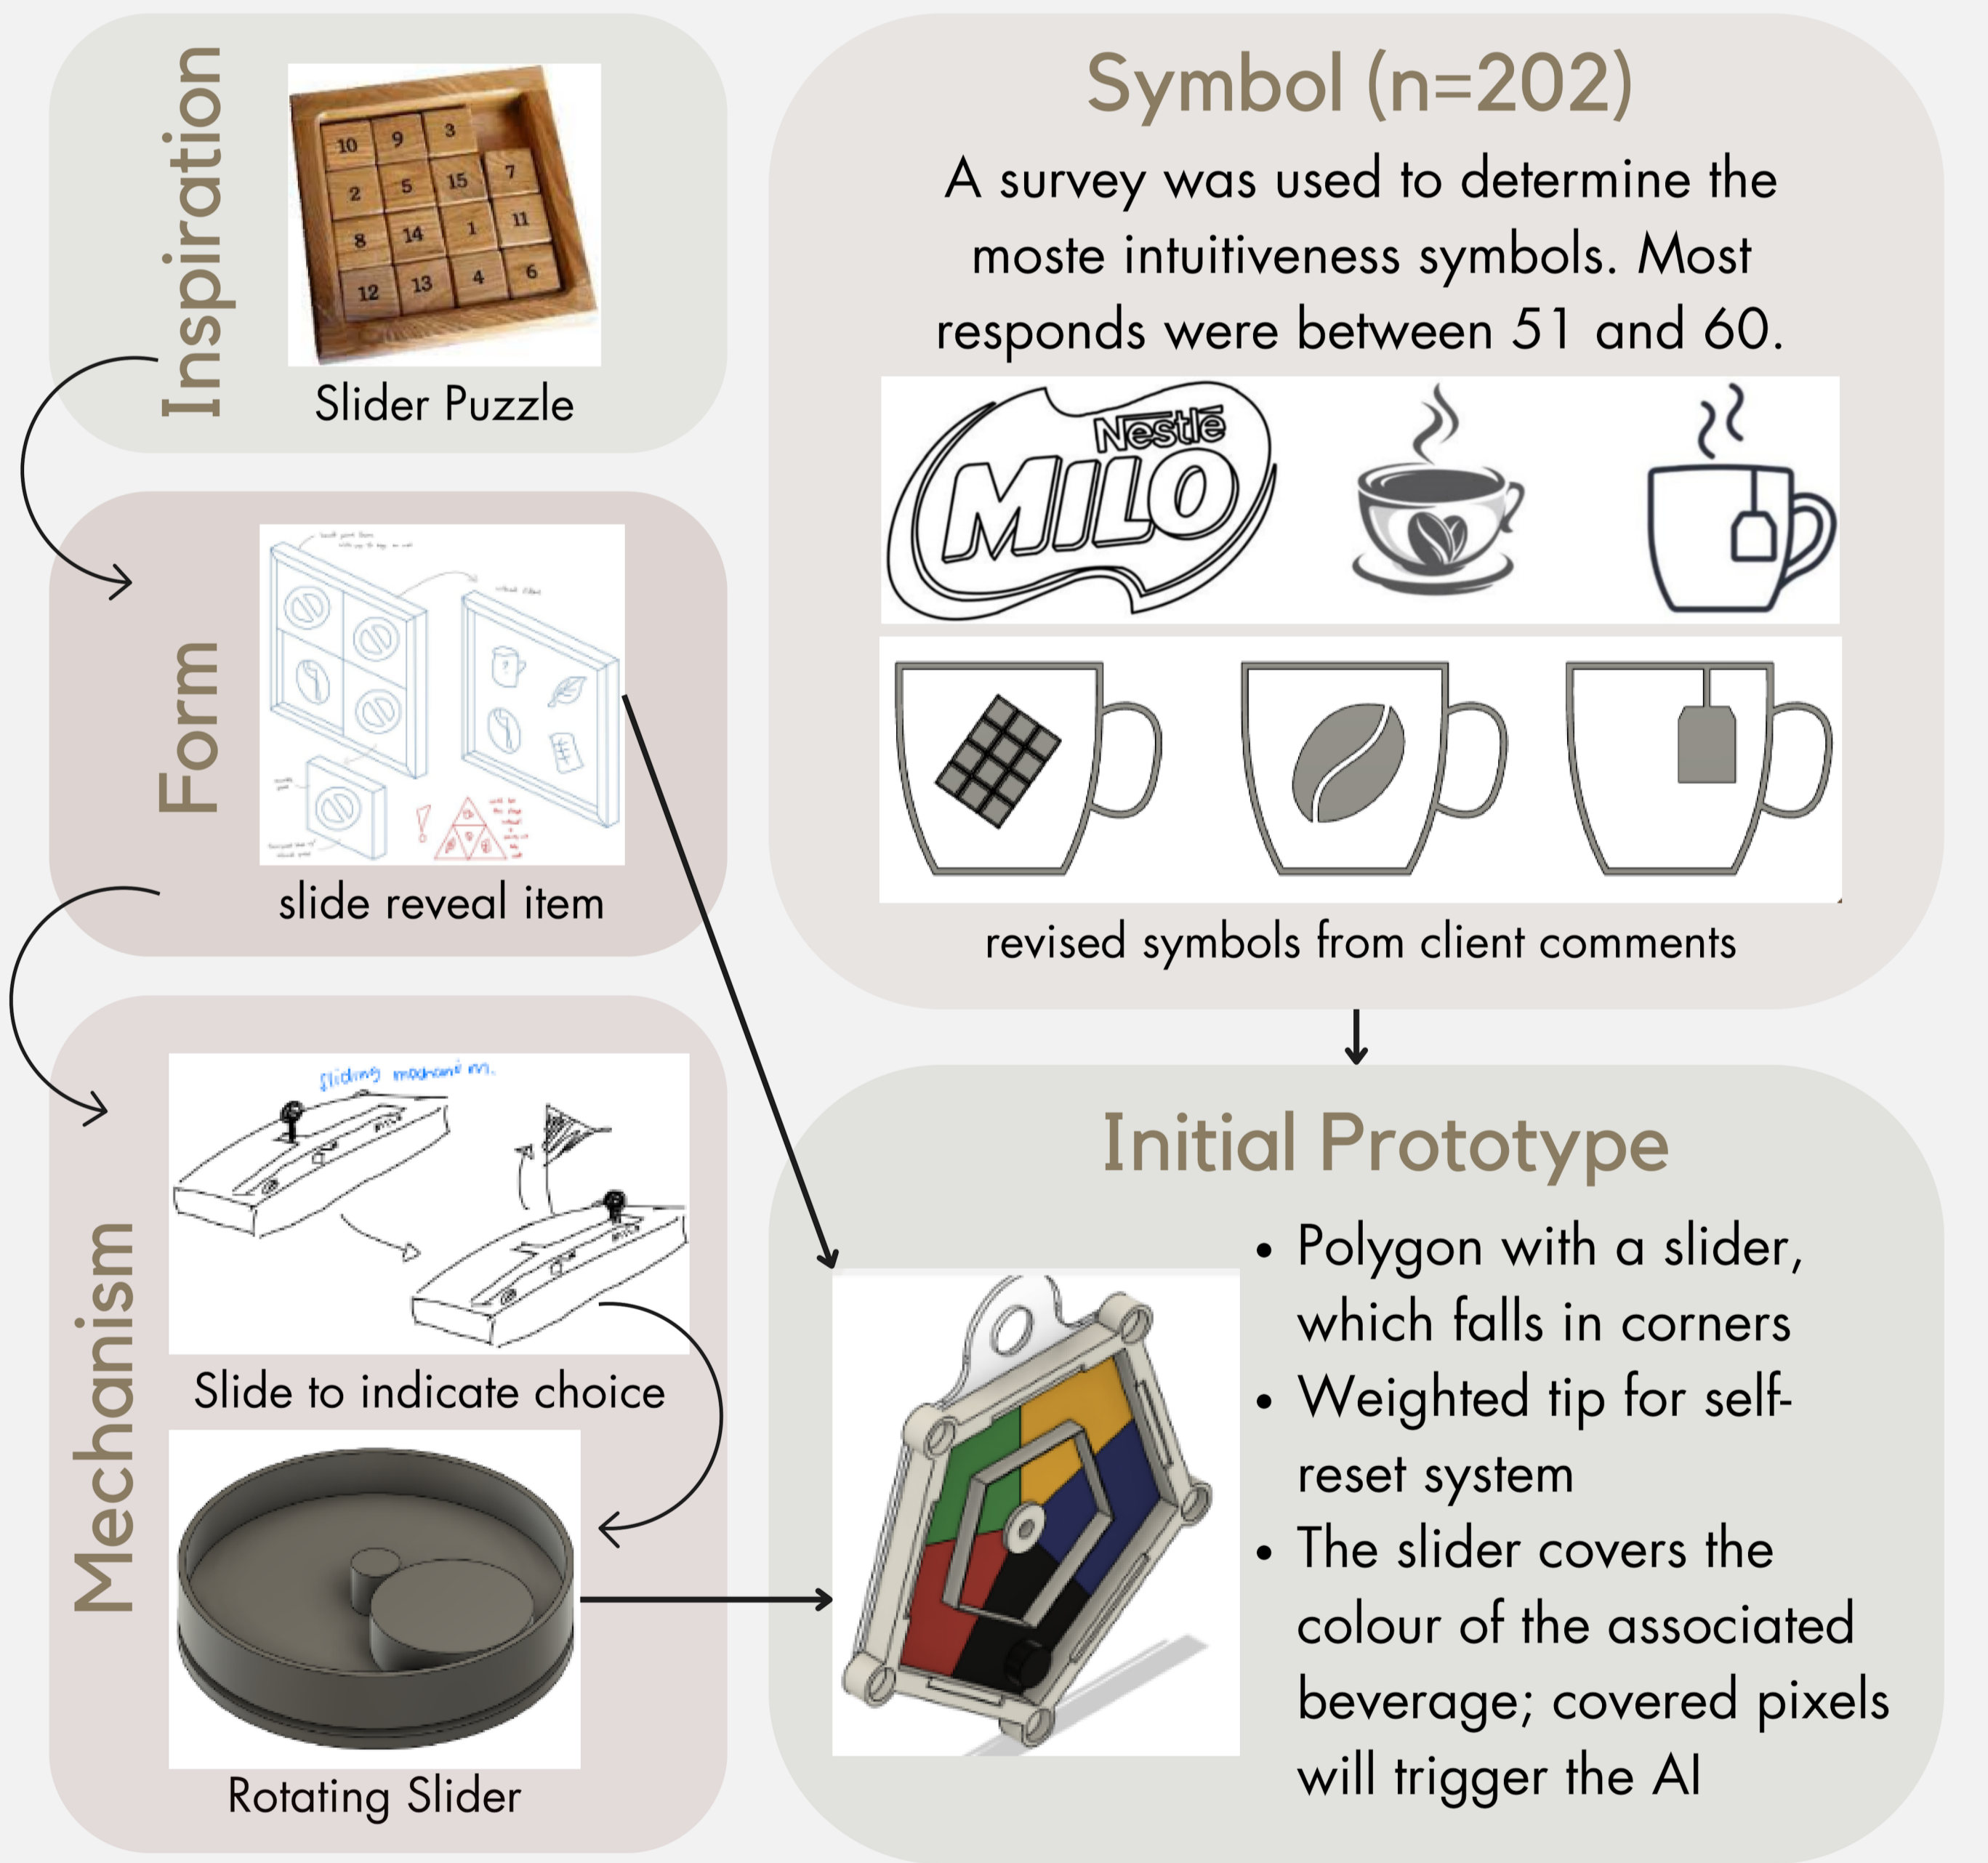 Inspiration
10 9 3
2 5 15 7
8 14 1 11
12 13 4 6
Slider Puzzle
Form
slide reveal item
Mechanism
sliding mechanism.
Slide to indicate choice
Rotating Slider
Symbol (n=202)
A survey was used to determine the
moste intuitiveness symbols. Most
responds were between 51 and 60.
Nestlé
MILO
revised symbols from client comments
Initial Prototype
• Polygon with a slider,
which falls in corners
• Weighted tip for self-
reset system
• The slider covers the
colour of the associated
beverage; covered pixels
will trigger the AI